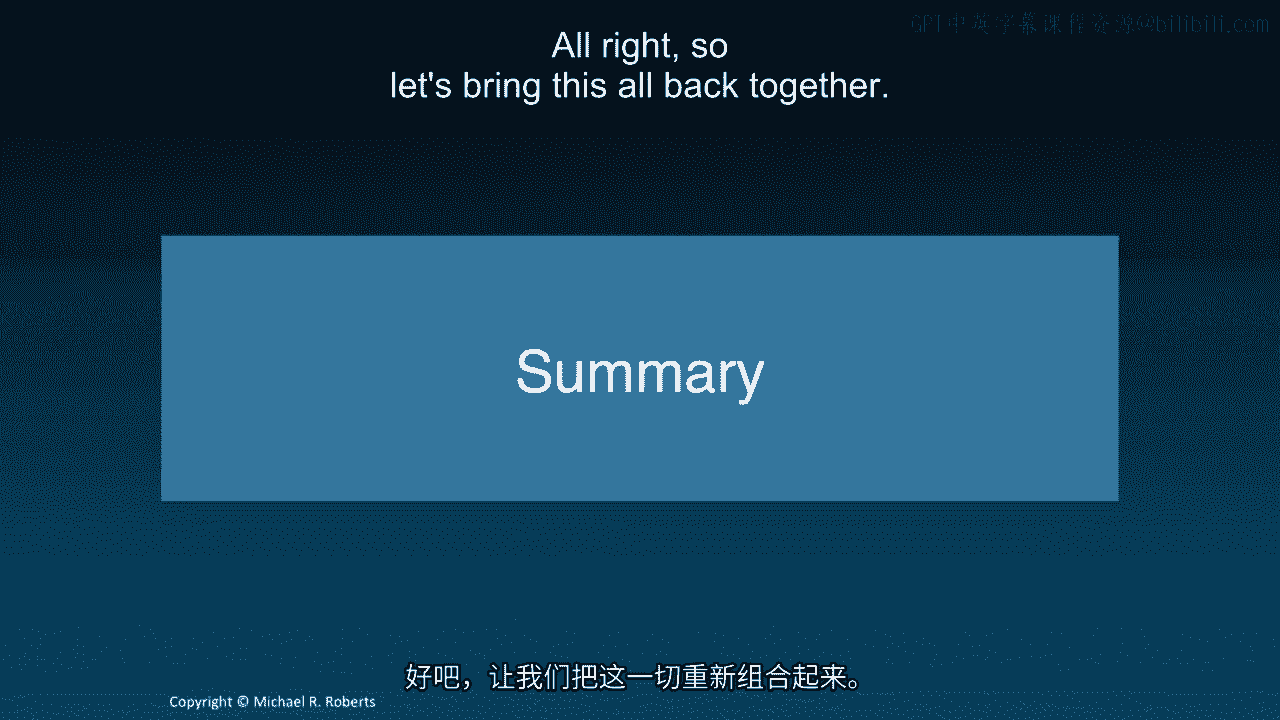 GPT中英字幕课程资源@bilibili.com
All right, so
let's bring this all back together.
Summary
好吧，让我们把这一切重新组合起来。
Copyright © Michael R. Roberts